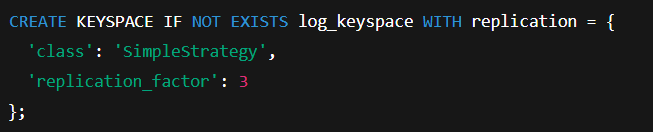 CREATE KEYSPACE IF NOT EXISTS log_keyspace WITH replication = {
  'class': 'SimpleStrategy',
  'replication_factor': 3
};